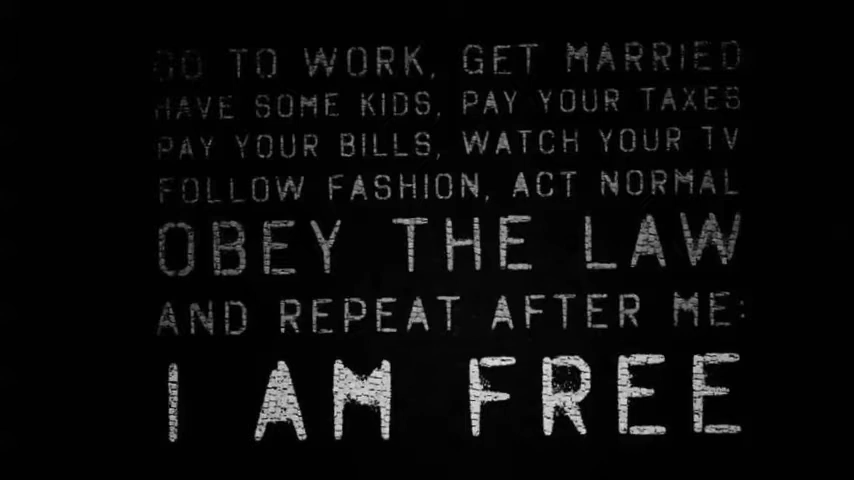 GO TO WORK, GET MARRIED
HAVE SOME KIDS, PAY YOUR TAXES
PAY YOUR BILLS, WATCH YOUR TV
FOLLOW FASHION, ACT NORMAL
OBEY THE LAW
AND REPEAT AFTER ME:
I AM FREE